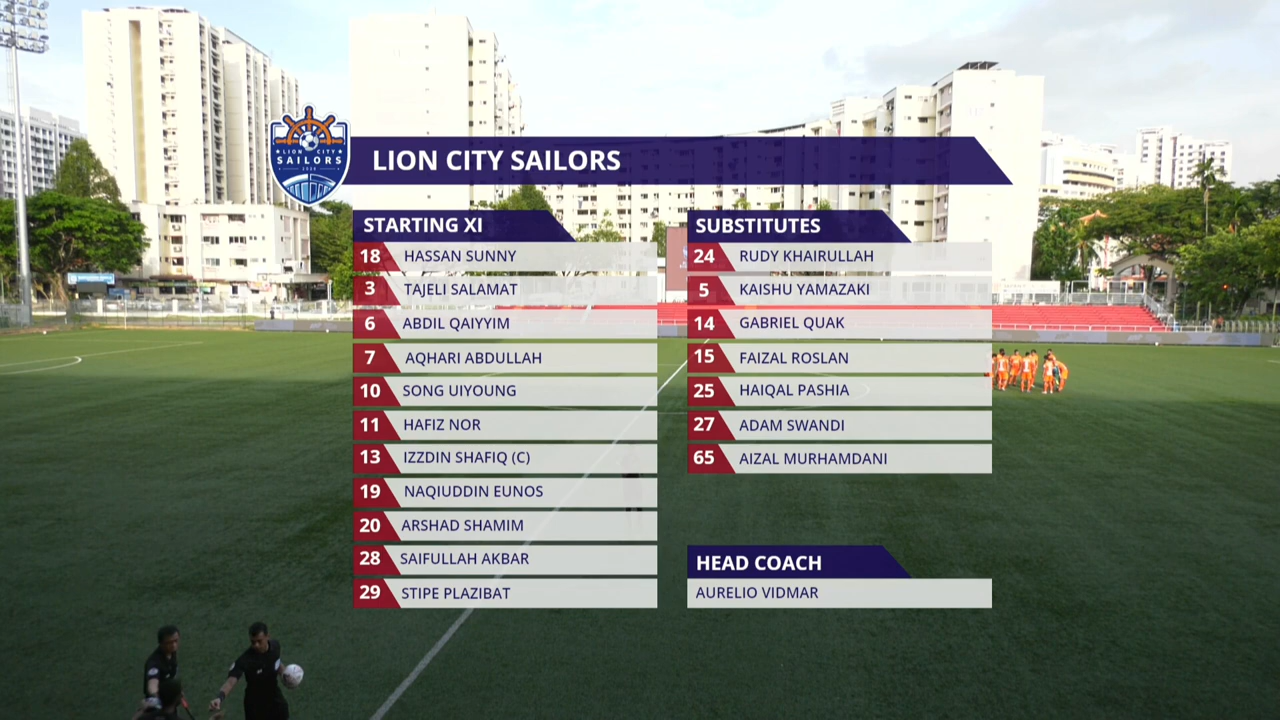 LION CITY
SAILORS
LION CITY SAILORS
STARTING XI
18 HASSAN SUNNY
3 TAJELI SALAMAT
6 ABDIL QAIYYIM
7 AQHARI ABDULLAH
10 SONG UIYOUNG
11 HAFIZ NOR
13 IZZDIN SHAFIQ (C)
19 NAQIUDDIN EUNOS
20 ARSHAD SHAMIM
28 SAIFULLAH AKBAR
29 STIPE PLAZIBAT
SUBSTITUTES
24 RUDY KHAIRULLAH
5 KAISHU YAMAZAKI
14 GABRIEL QUAK
15 FAIZAL ROSLAN
25 HAIQAL PASHIA
27 ADAM SWANDI
65 AIZAL MURHAMDANI
HEAD COACH
AURELIO VIDMAR